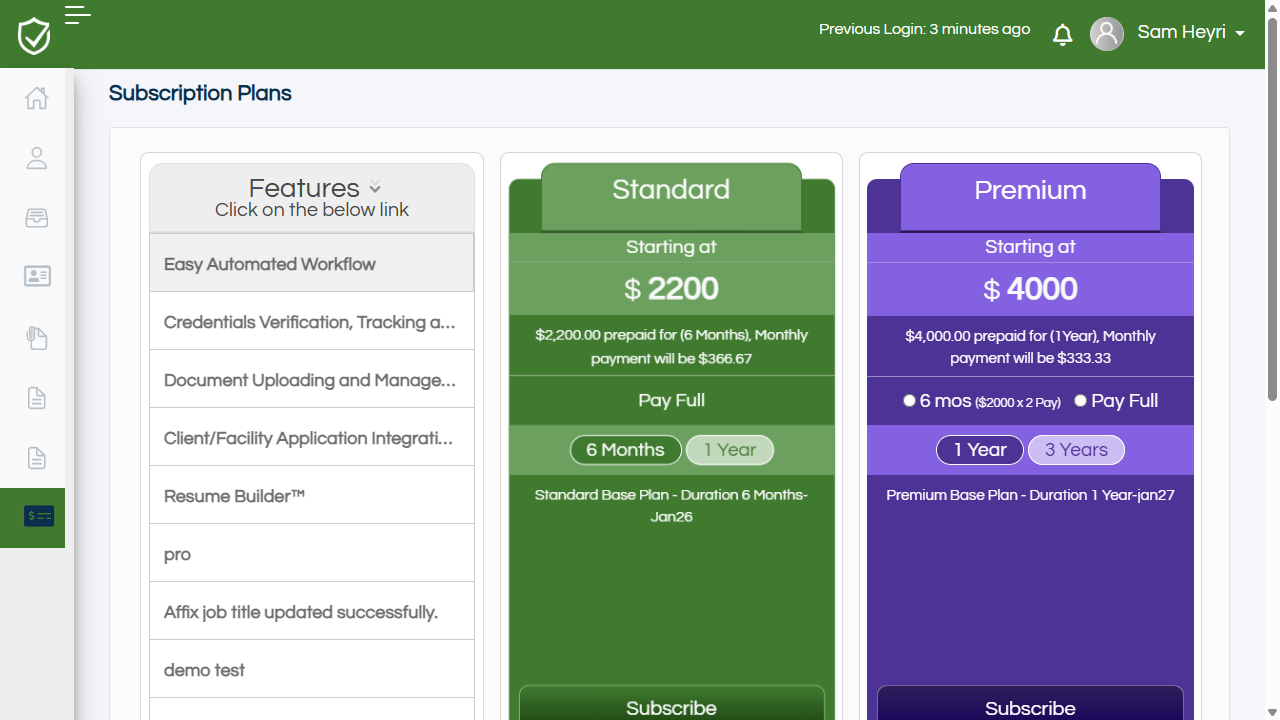 Previous Login: 3 minutes ago
Sam Heyri
Subscription Plans
Features
Click on the below link
Easy Automated Workflow
Credentials Verification, Tracking a...
Document Uploading and Manage...
Client/Facility Application Integrati...
Resume Builder™
pro
Affix job title updated successfully.
demo test
Standard
Starting at
$ 2200
$2,200.00 prepaid for (6 Months), Monthly
payment will be $366.67
Pay Full
6 Months 1 Year
Standard Base Plan - Duration 6 Months-
Jan26
Subscribe
Premium
Starting at
$ 4000
$4,000.00 prepaid for (1Year), Monthly
payment will be $333.33
6 mos ($2000 x 2 Pay) Pay Full
1 Year 3 Years
Premium Base Plan - Duration 1 Year-jan27
Subscribe